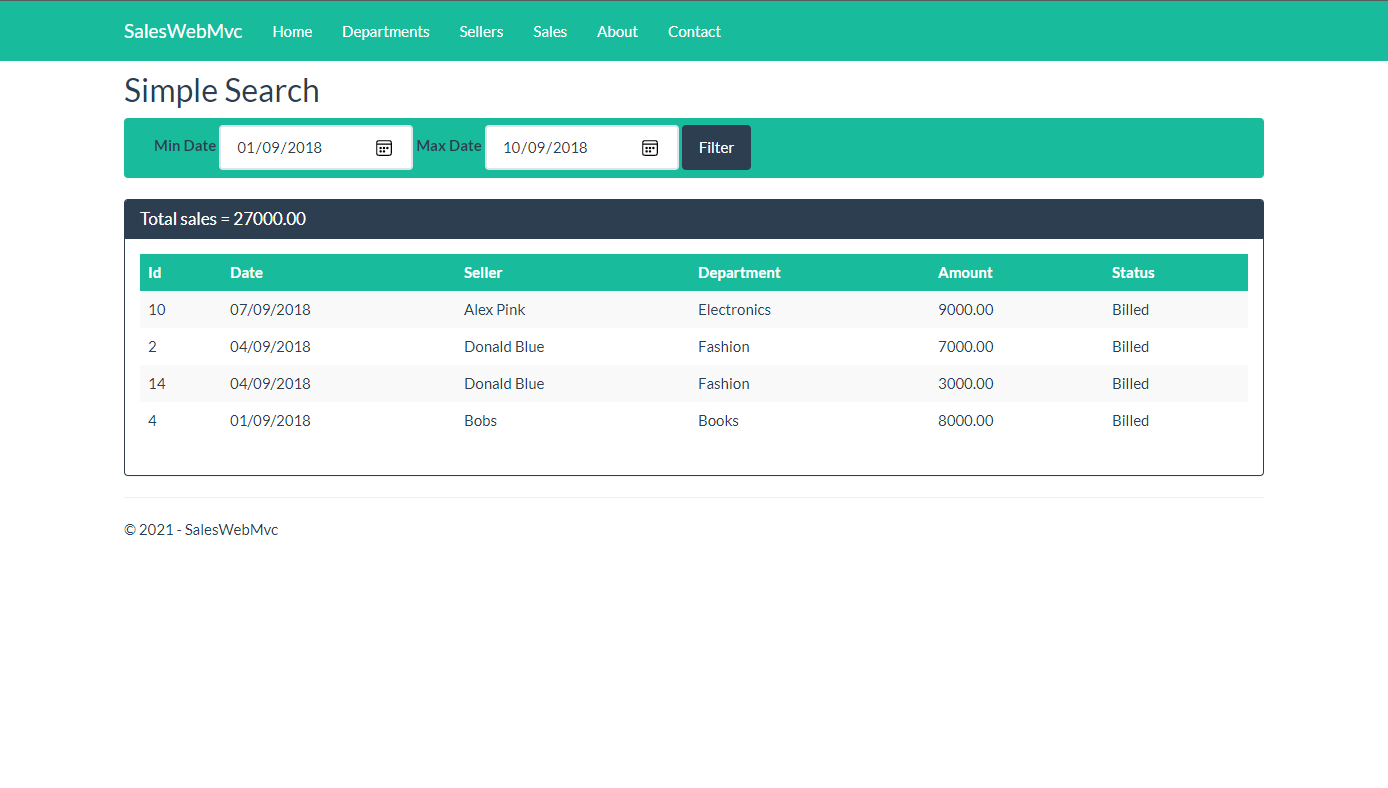 SalesWebMvc Home Departments Sellers Sales About Contact
Simple Search
Min Date 01/09/2018 Max Date 10/09/2018 Filter
Total sales = 27000.00
Id Date Seller Department Amount Status
10 07/09/2018 Alex Pink Electronics 9000.00 Billed
2 04/09/2018 Donald Blue Fashion 7000.00 Billed
14 04/09/2018 Donald Blue Fashion 3000.00 Billed
4 01/09/2018 Bobs Books 8000.00 Billed
© 2021 - SalesWebMvc